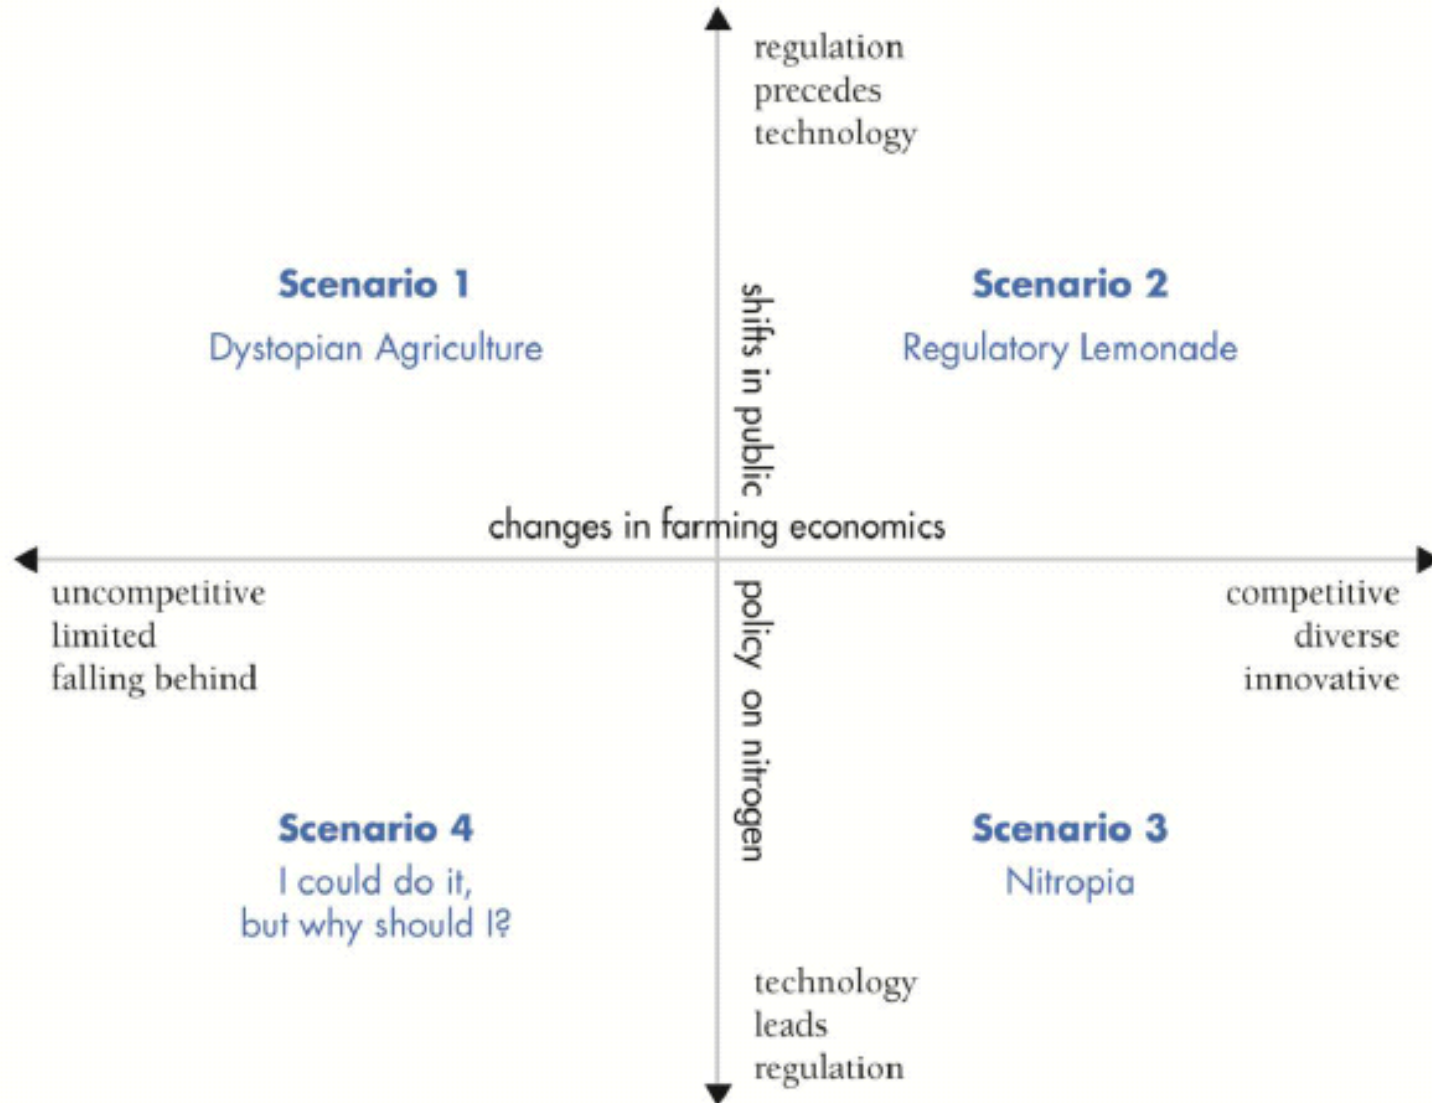 regulation
precedes
technology
Scenario 1
Dystopian Agriculture
Scenario 2
Regulatory Lemonade
shifts in public policy on nitrogen
changes in farming economics
uncompetitive
limited
falling behind
competitive
diverse
innovative
Scenario 4
I could do it,
but why should I?
Scenario 3
Nitropia
technology
leads
regulation